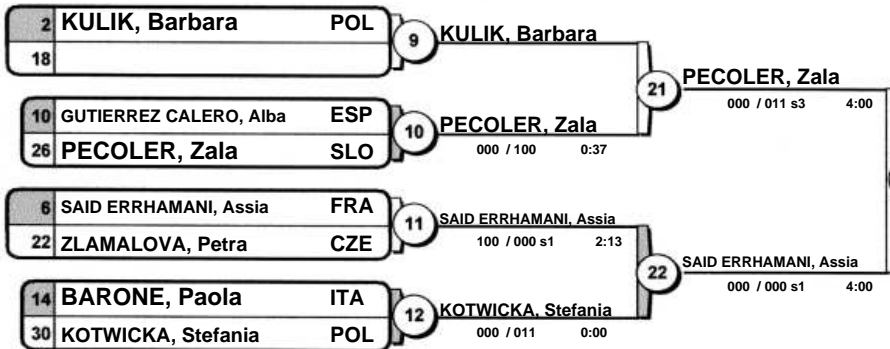 2 KULIK, Barbara POL
18
9
KULIK, Barbara
10 GUTIERREZ CALERO, Alba ESP
26 PECOLER, Zala SLO
10
PECOLER, Zala
000 / 100 0:37
21
PECOLER, Zala
000 / 011 s3 4:00
6 SAID ERRHAMANI, Assia FRA
22 ZLAMALOVA, Petra CZE
11
SAID ERRHAMANI, Assia
100 / 000 s1 2:13
14 BARONE, Paola ITA
30 KOTWICKA, Stefania POL
12
KOTWICKA, Stefania
000 / 011 0:00
22
SAID ERRHAMANI, Assia
000 / 000 s1 4:00